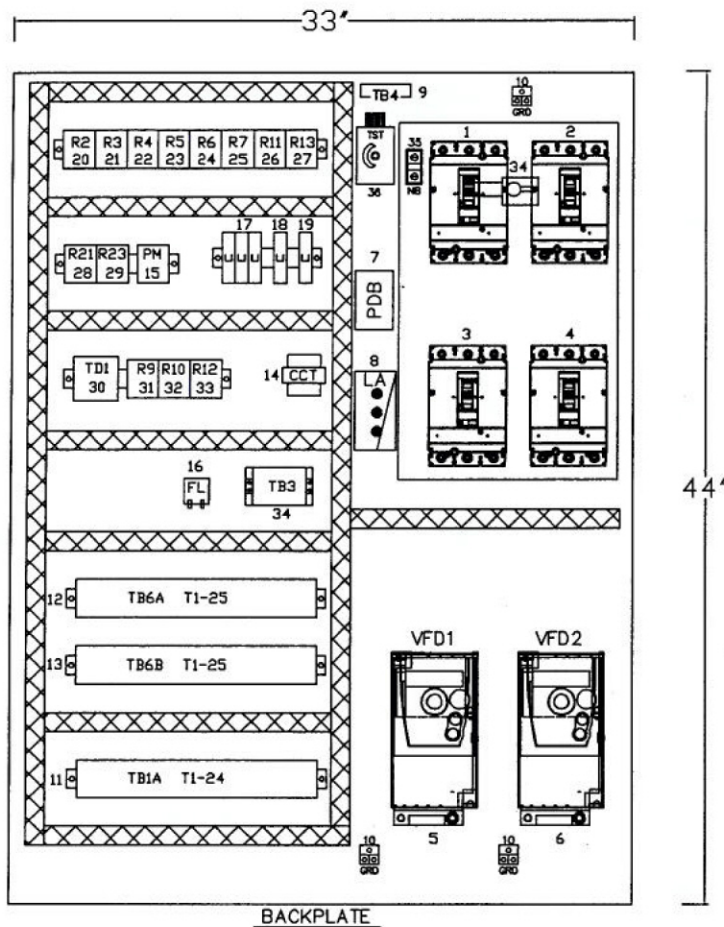 33"
10
TB4 9
GRD
TST
36
35
NB
1 2
34
R2 R3 R4 R5 R6 R7 R11 R13
20 21 22 23 24 25 26 27
17 18 19
R21 R23 PM
28 29 15
7
PDB
3 4
TD1 R9 R10 R12
30 31 32 33
14 CCT
8
LA
16
FL
TB3
34
44"
12 TB6A T1-25
13 TB6B T1-25
11 TB1A T1-24
VFD1 VFD2
5 6
10 10
GRD GRD
BACKPLATE